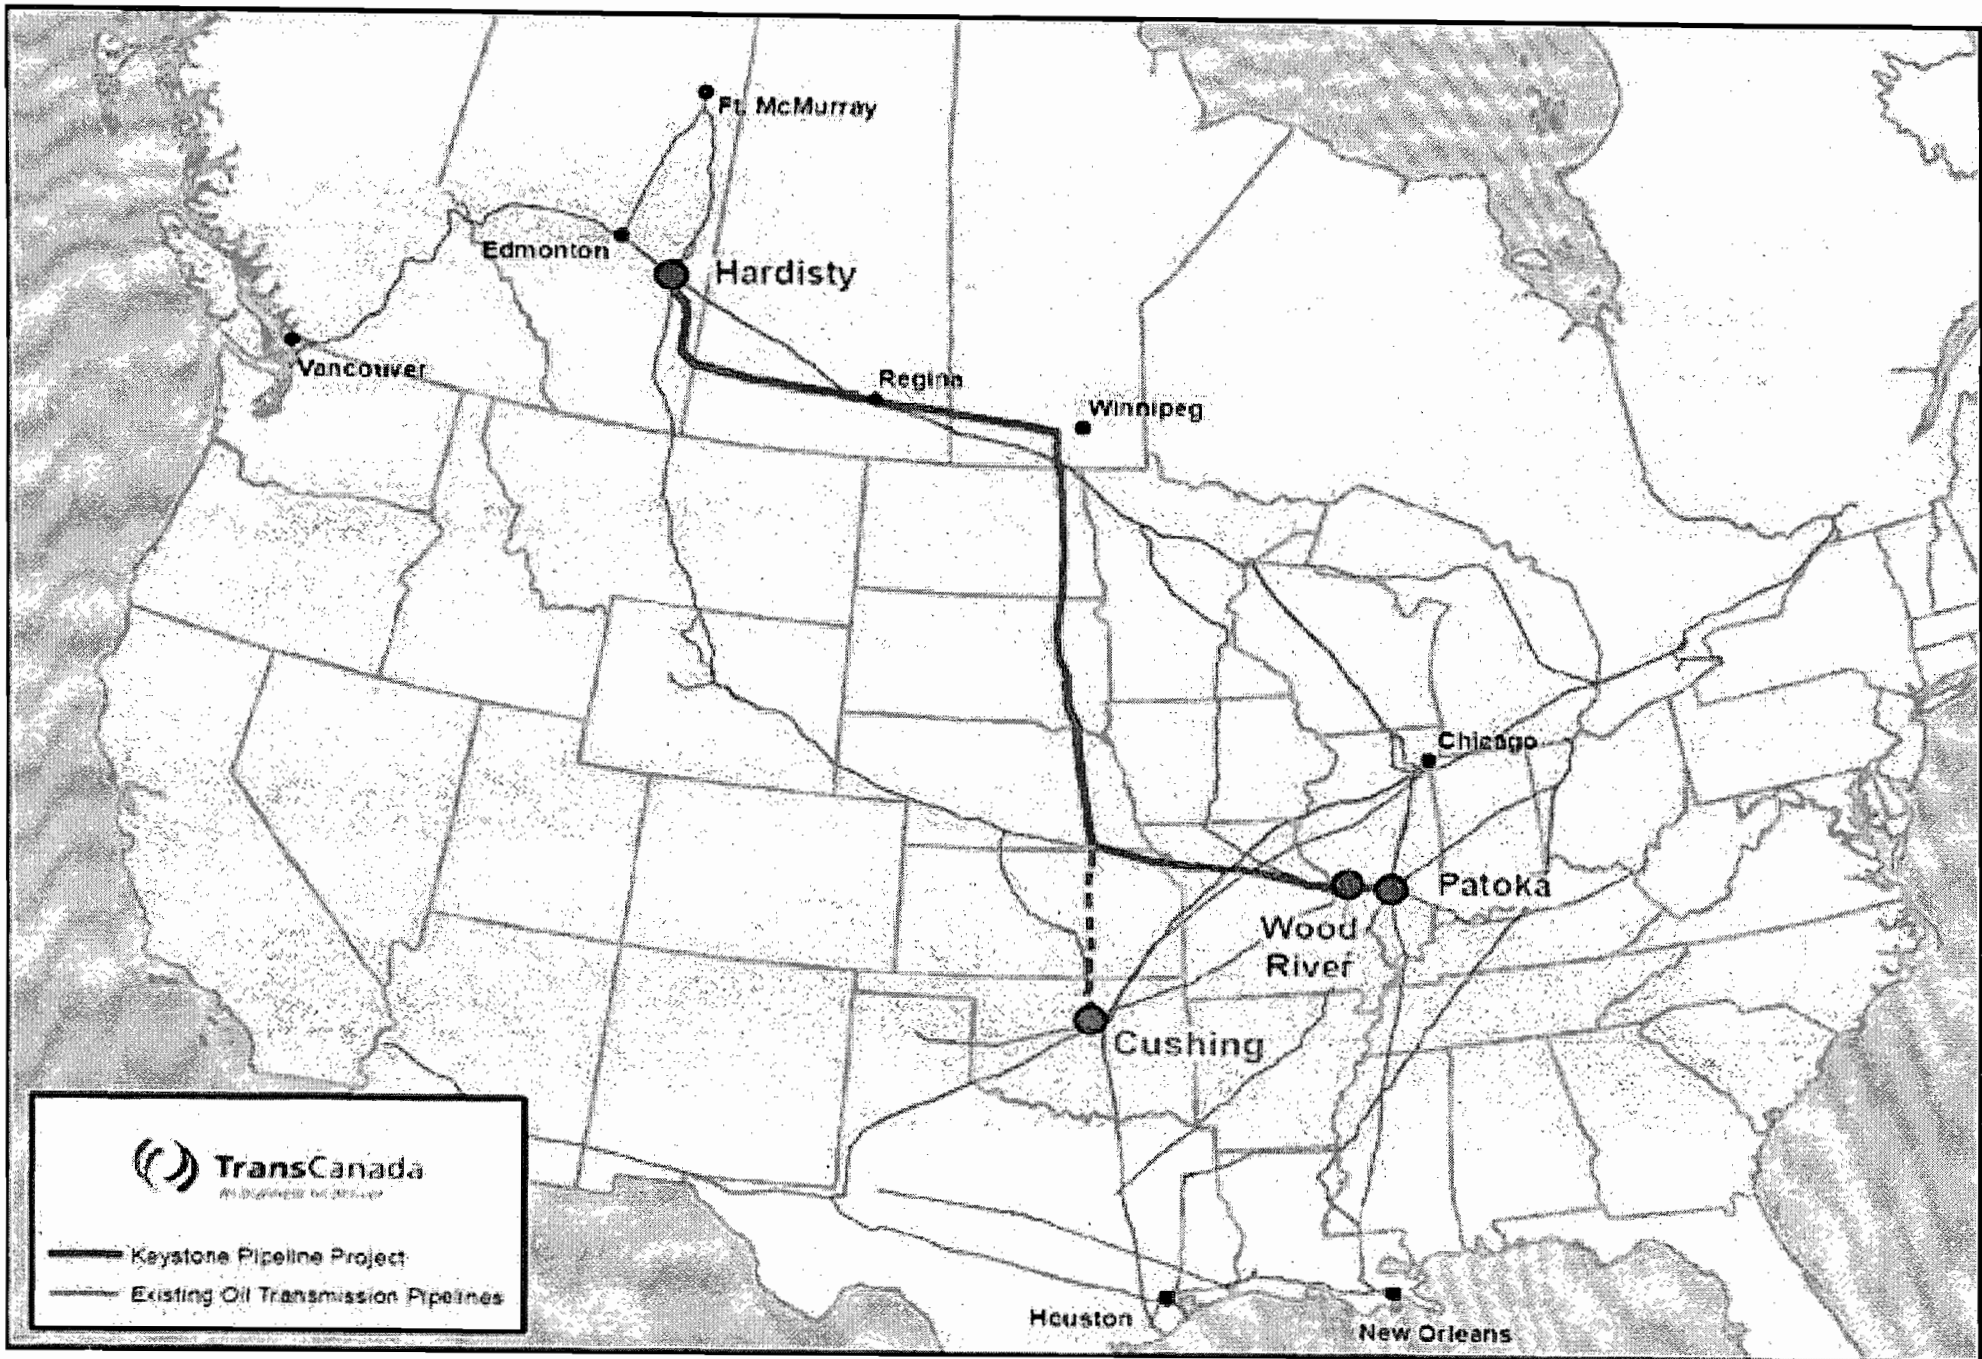 Ft. McMurray
Edmonton
Hardisty
Vancouver
Regina
Winnipeg
Chicago
Patoka
Wood
River
Cushing
TransCanada
Keystone Pipeline Project
Existing Oil Transmission Pipelines
Houston
New Orleans